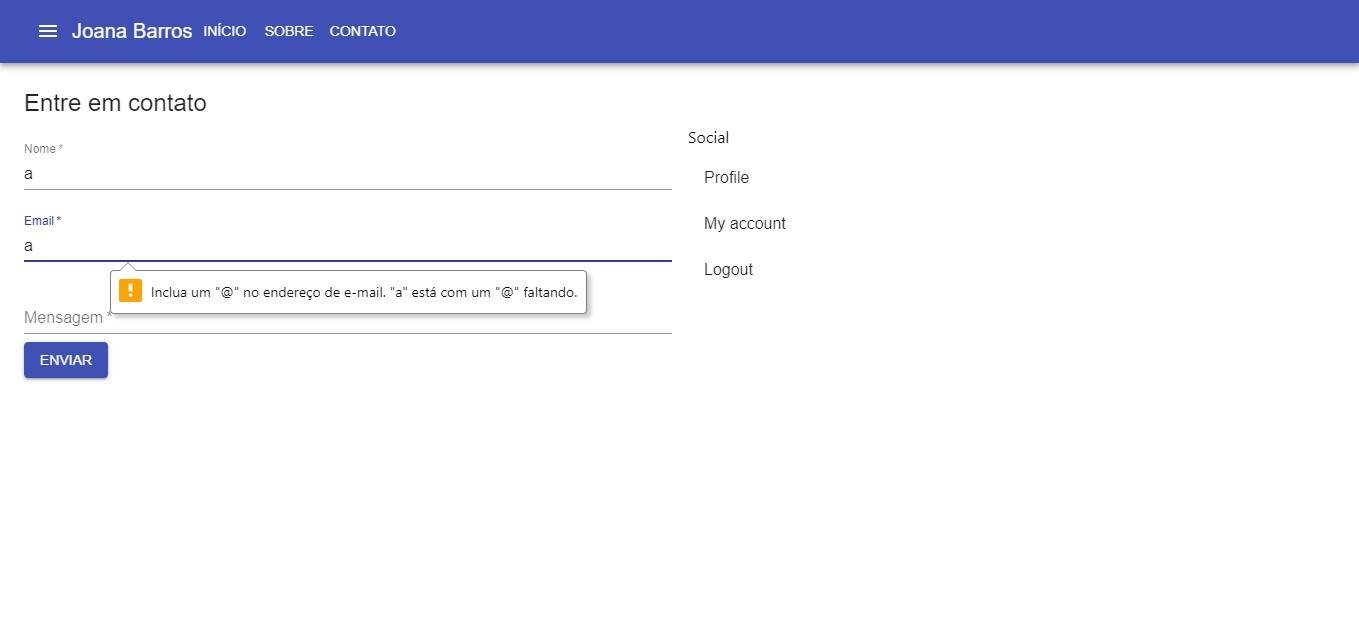 Joana Barros INÍCIO SOBRE CONTATO
Entre em contato
Nome *
a
Email *
a
Inclua um "@" no endereço de e-mail. "a" está com um "@" faltando.
Mensagem *
ENVIAR
Social
Profile
My account
Logout